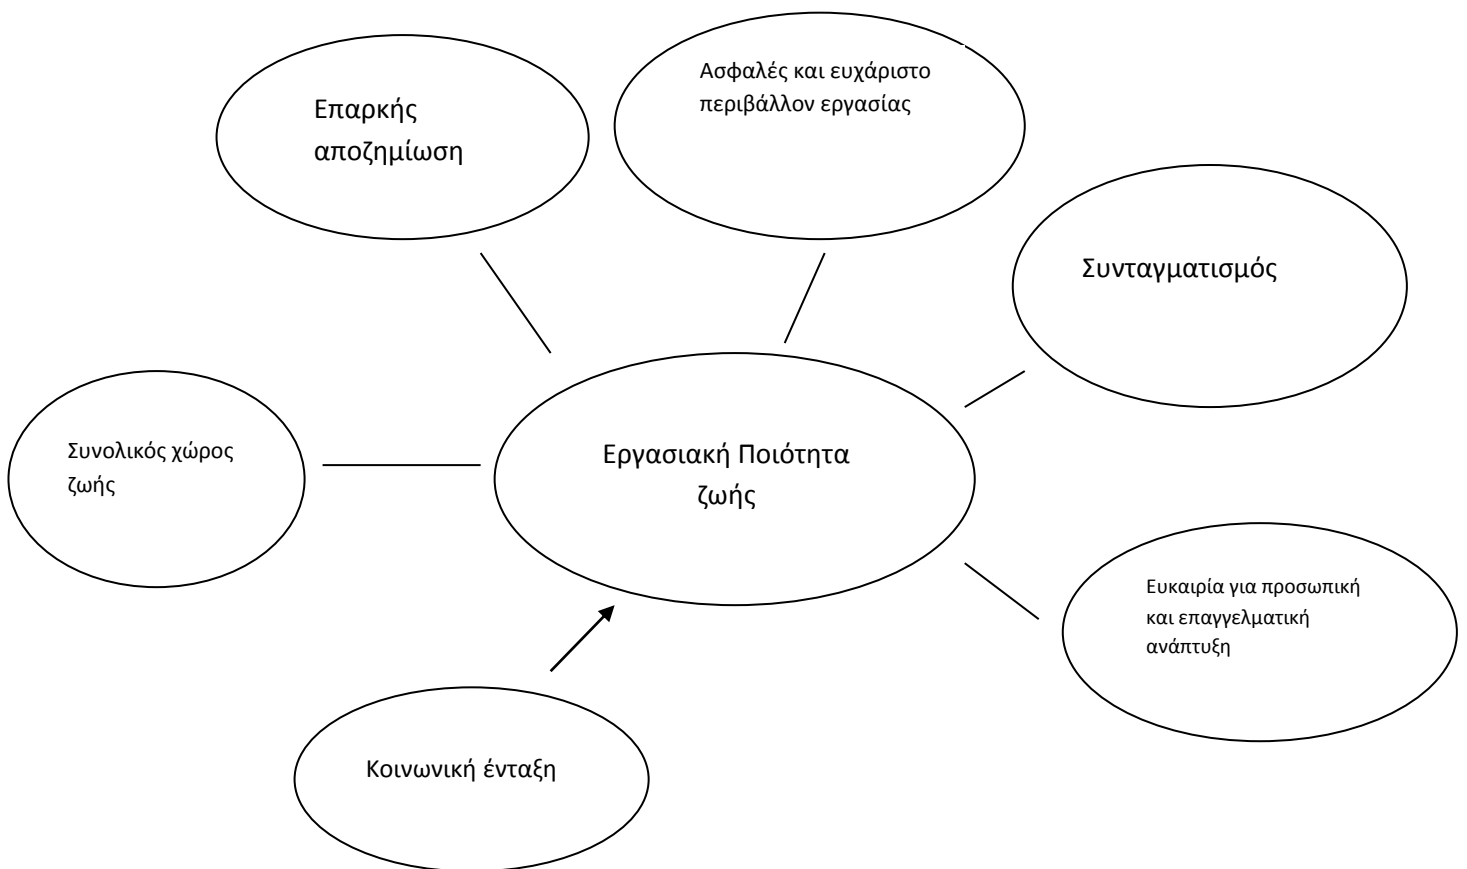 Επαρκής
αποζημίωση
Ασφαλές και ευχάριστο
περιβάλλον εργασίας
Συνταγματισμός
Συνολικός χώρος
ζωής
Εργασιακή Ποιότητα
ζωής
Ευκαιρία για προσωπική
και επαγγελματική
ανάπτυξη
Κοινωνική ένταξη